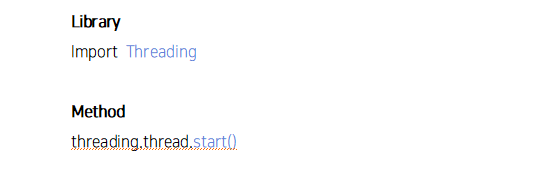 Library
Import Threading
Method
threading.thread.start()